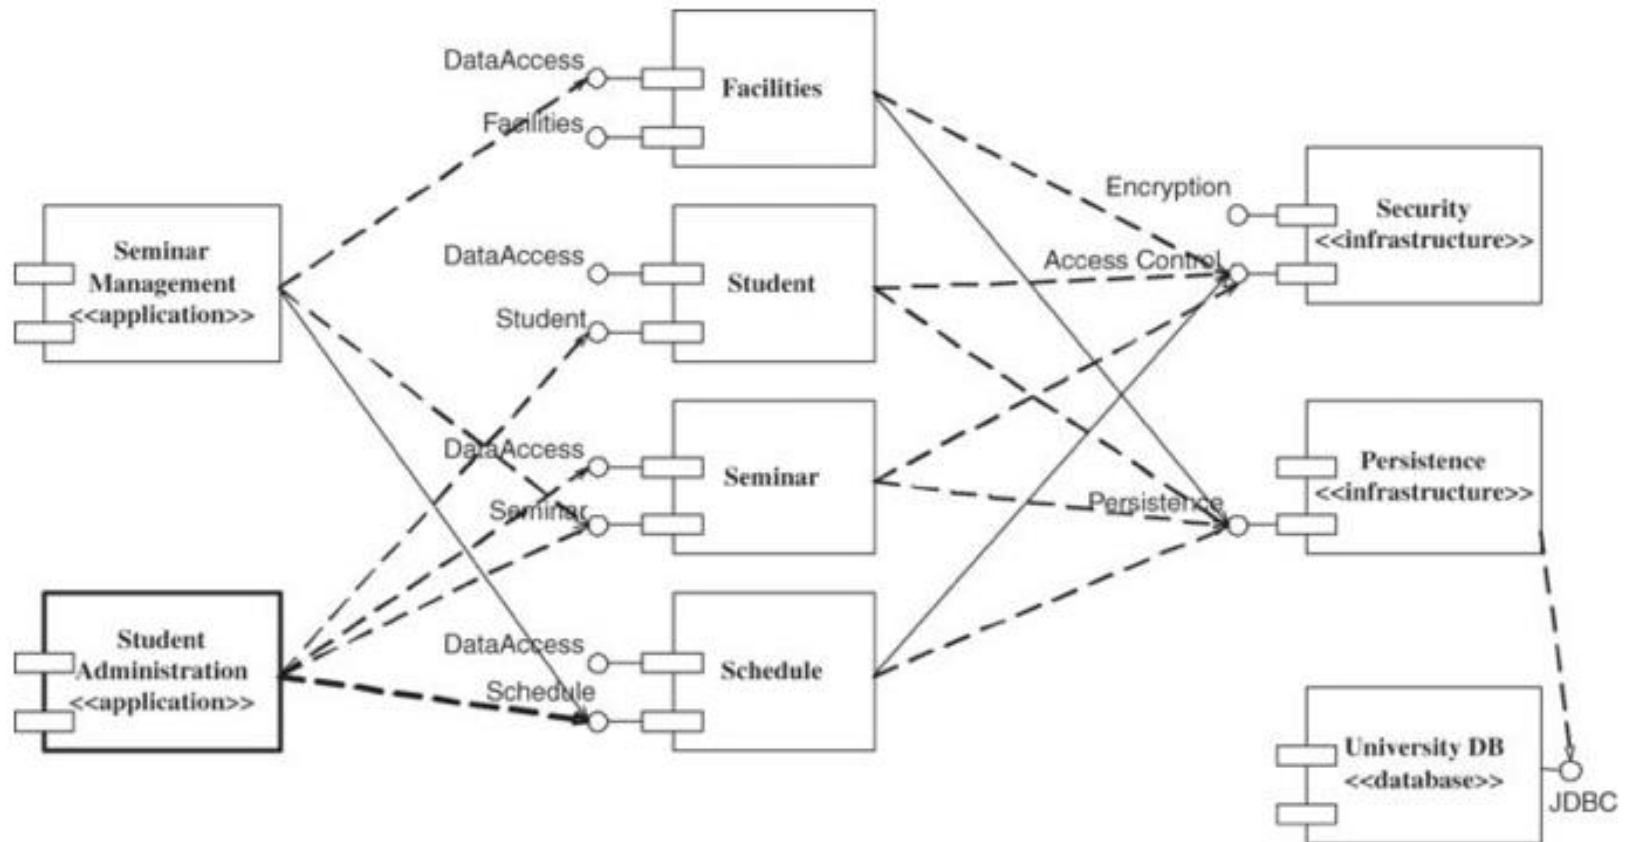 DataAccess
Facilities
Facilities
Seminar
Management
<<application>>
DataAccess
Student
Student
DataAccess
Seminar
Seminar
Student
Administration
<<application>>
DataAccess
Schedule
Schedule
Encryption
Access Control
Security
<<infrastructure>>
Persistence
Persistence
<<infrastructure>>
University DB
<<database>>
JDBC